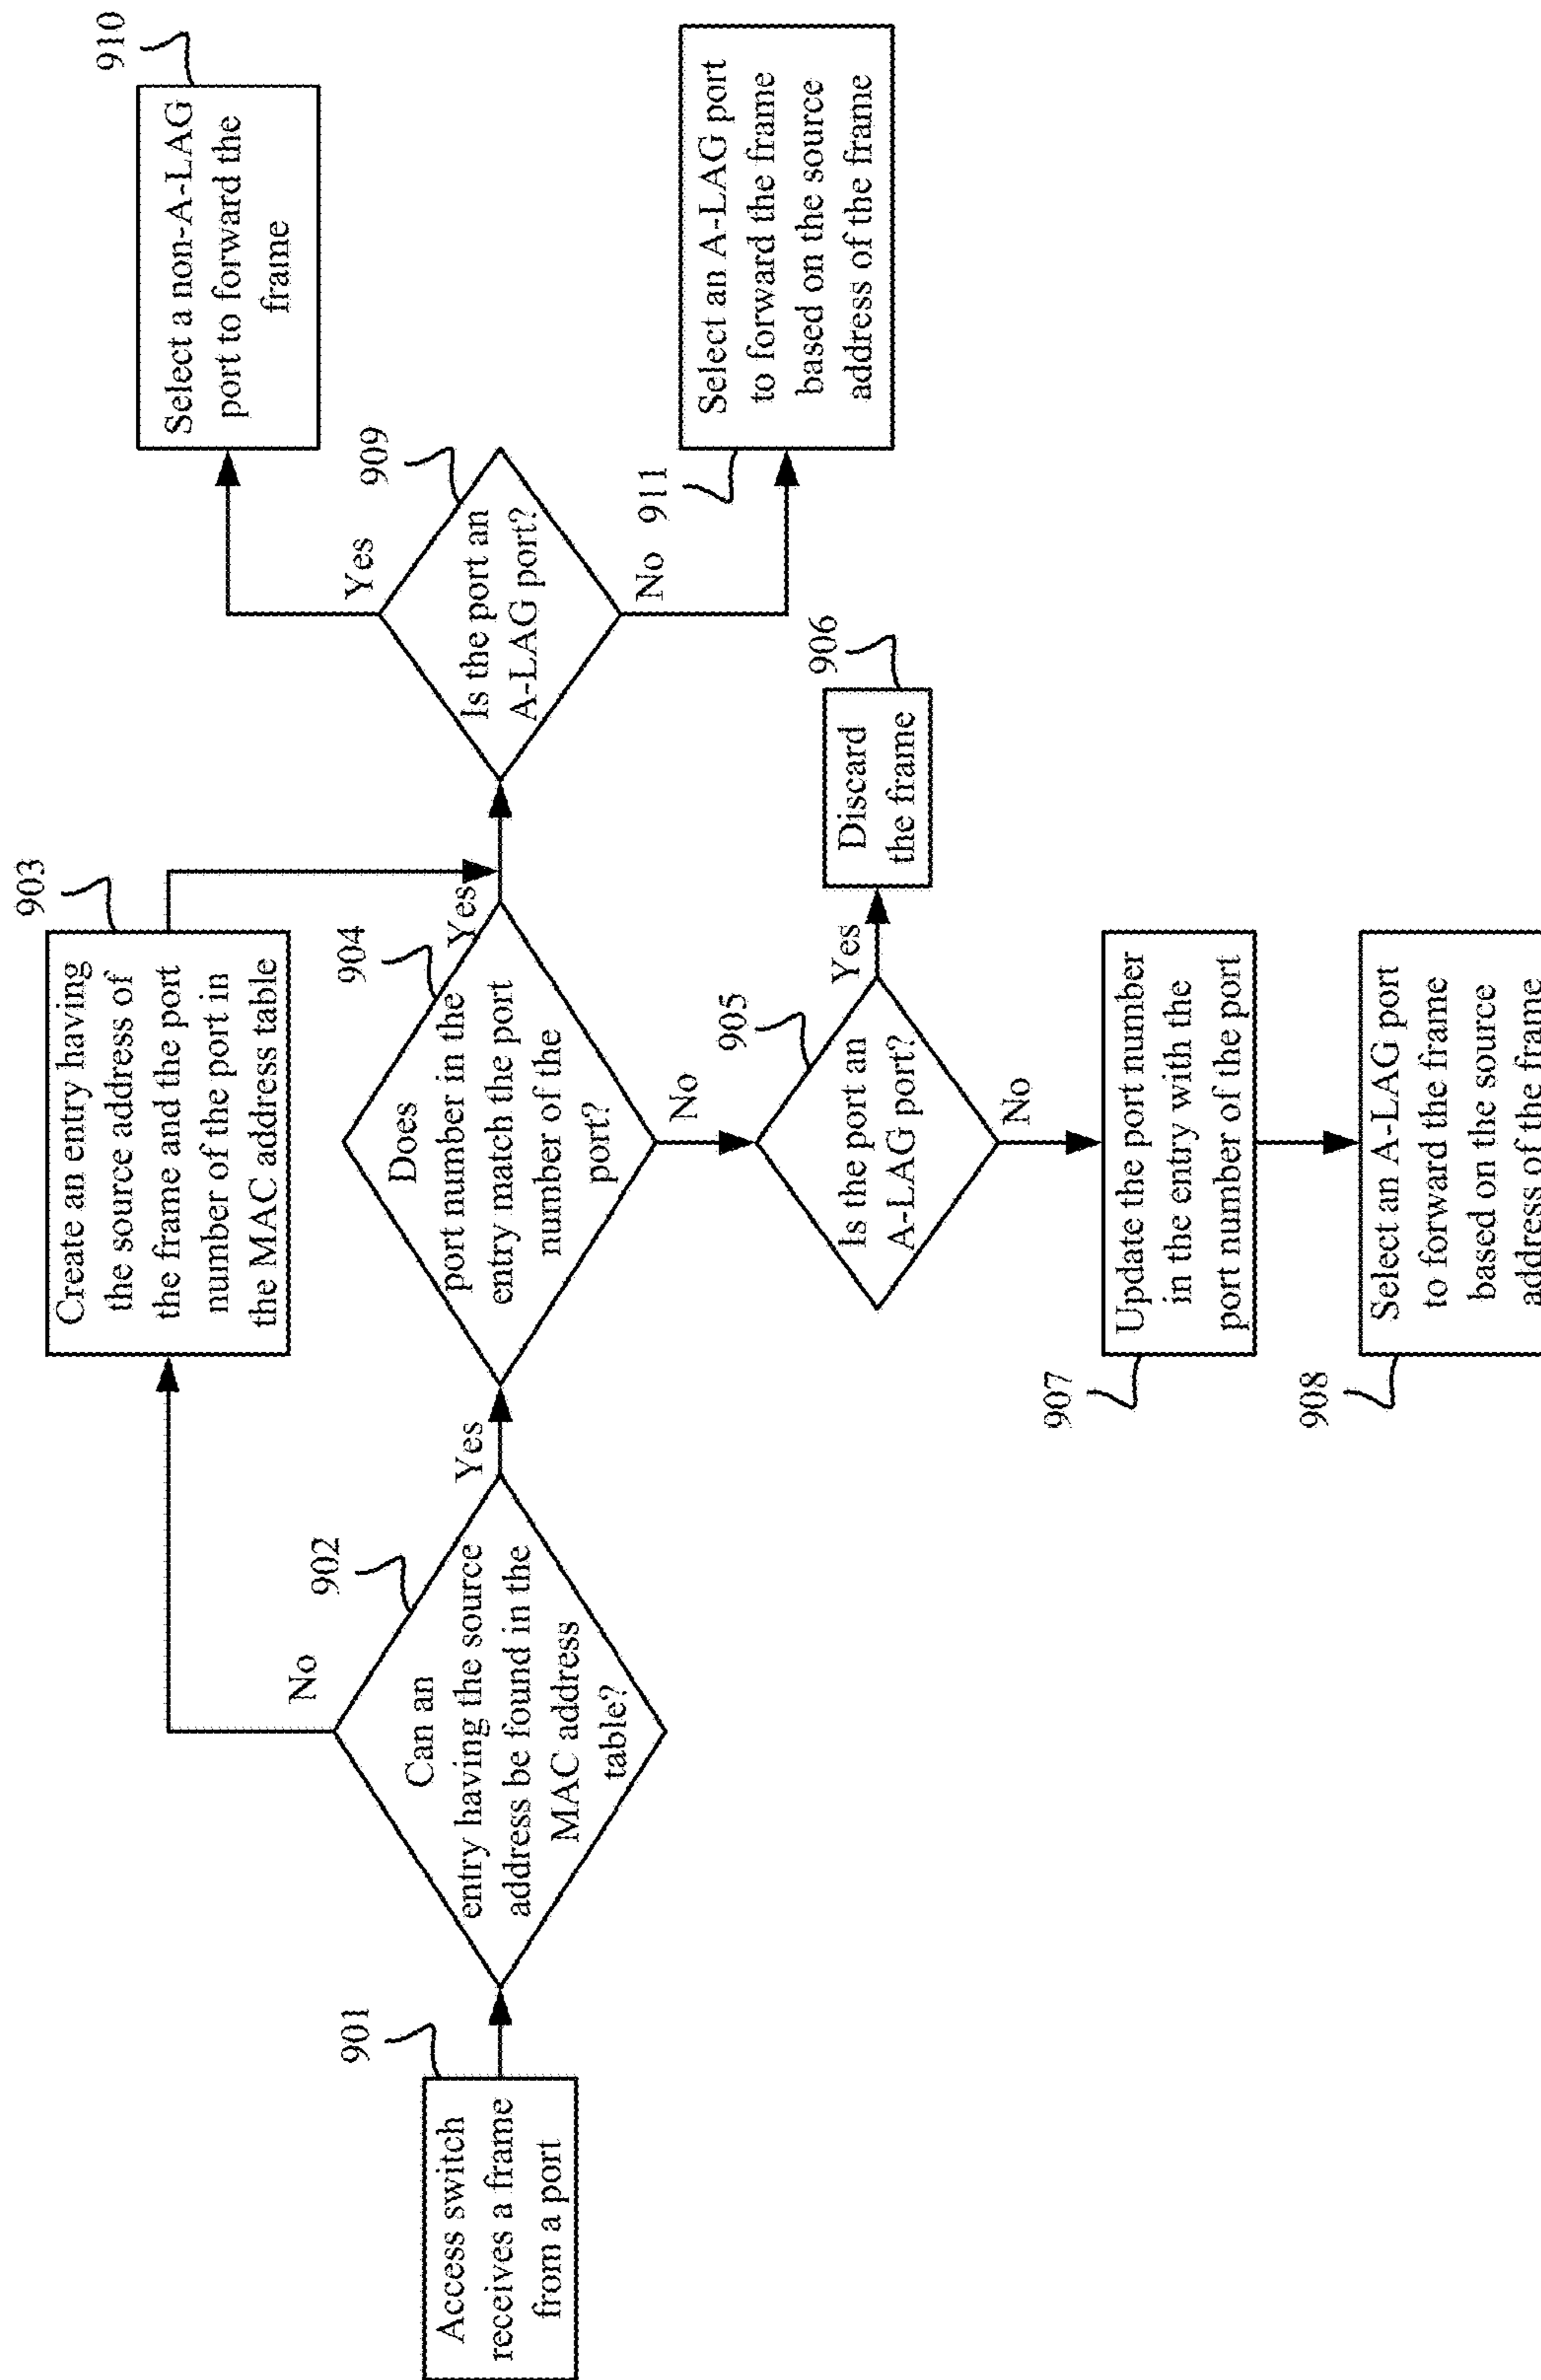 901
Access switch
receives a frame
from a port
902
Can an
entry having the source
address be found in the
MAC address
table?
No
Yes
903
Create an entry having
the source address of
the frame and the port
number of the port in
the MAC address table
904
Does
port number in the
entry match the port
number of the
port?
Yes
No
905
Is the port an
A-LAG port?
Yes
906
Discard
the frame
No
907
Update the port number
in the entry with the
port number of the port
908
Select an A-LAG port
to forward the frame
based on the source
address of the frame
909
Is the port an
A-LAG port?
Yes
910
Select a non-A-LAG
port to forward the
frame
No
911
Select an A-LAG port
to forward the frame
based on the source
address of the frame